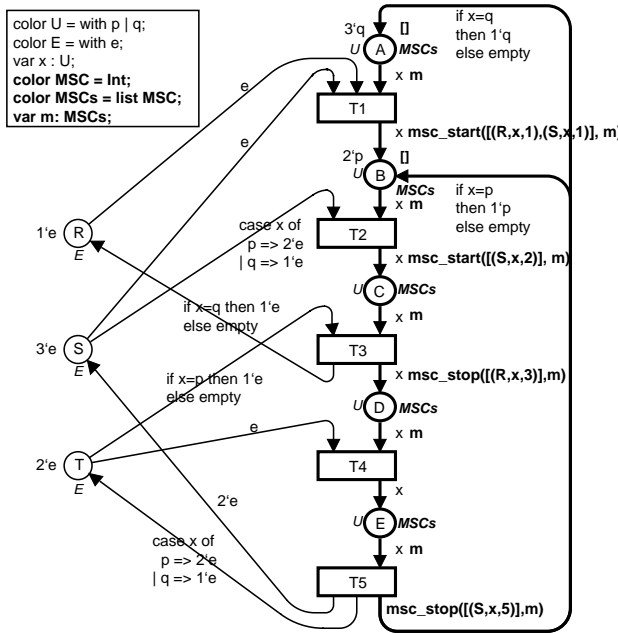 color U = with p | q;
color E = with e;
var x : U;
color MSC = Int;
color MSCs = list MSC;
var m: MSCs;
3‘q
[]
U
A
MSCs
if x=q
then 1‘q
else empty
x m
e
T1
x msc_start([(R,x,1),(S,x,1)], m)
e
2‘p
[]
U
B
MSCs
if x=p
then 1‘p
else empty
x m
case x of
p => 2‘e
| q => 1‘e
T2
x msc_start([(S,x,2)], m)
1‘e
R
E
U
C
MSCs
x
if x=q then 1‘e
else empty
T3
x msc_stop([(R,x,3)],m)
3‘e
S
E
if x=p then 1‘e
else empty
U
D
MSCs
x m
e
T4
x
2‘e
T
E
2‘e
U
E
MSCs
x m
case x of
p => 2‘e
| q => 1‘e
T5
msc_stop([(S,x,5)],m)